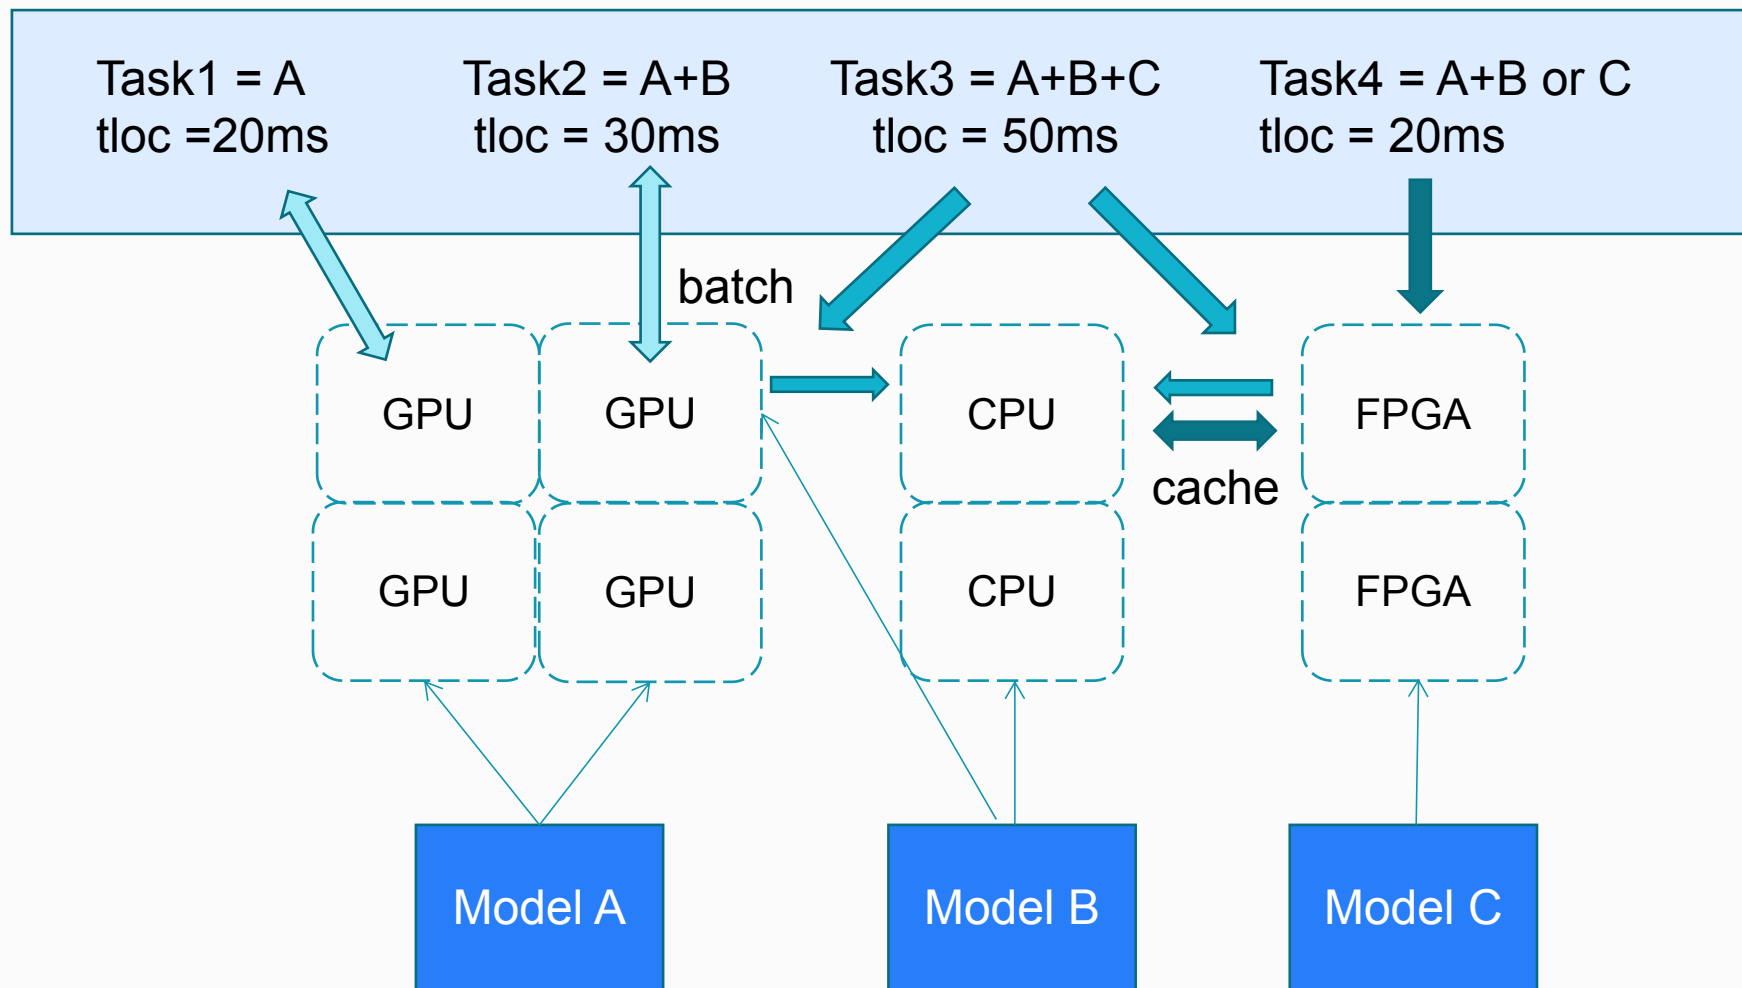 Task1 = A
tloc =20ms
Task2 = A+B
tloc = 30ms
Task3 = A+B+C
tloc = 50ms
Task4 = A+B or C
tloc = 20ms
batch
GPU
GPU
CPU
FPGA
cache
GPU
GPU
CPU
FPGA
Model A
Model B
Model C